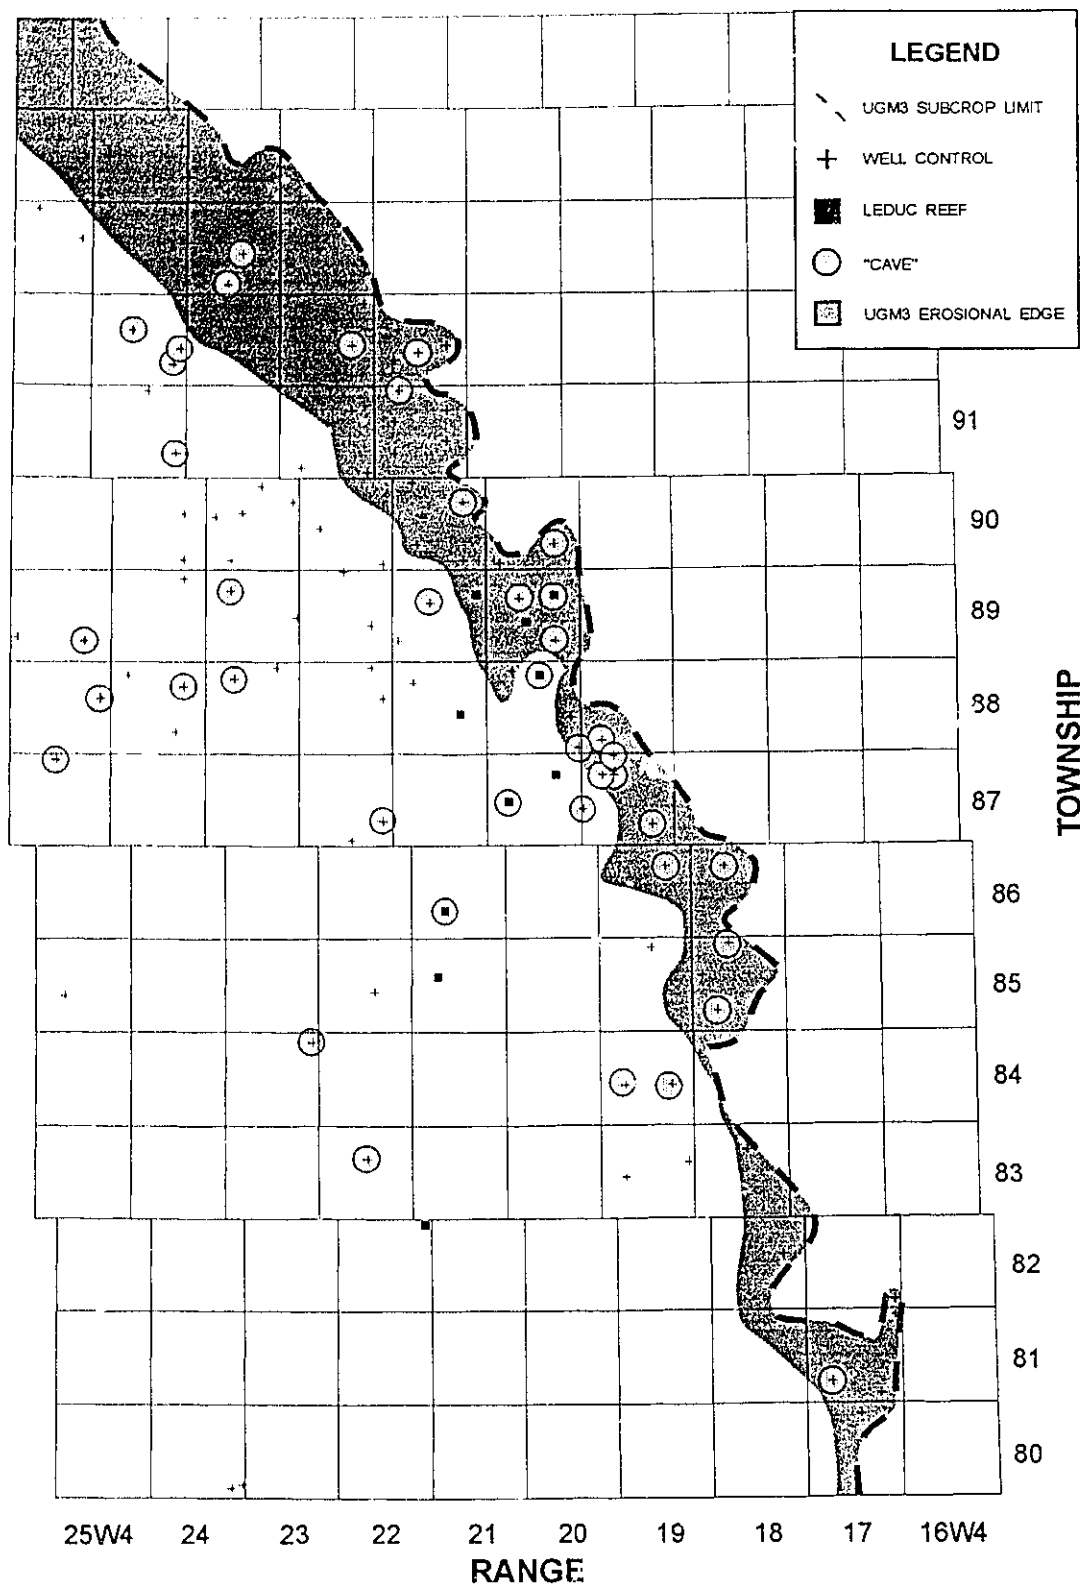 LEGEND
UGM3 SUBCROP LIMIT
WELL CONTROL
LEDUC REEF
"CAVE"
UGM3 EROSIONAL EDGE
91
90
89
88
87
86
85
84
83
82
81
80
TOWNSHIP
25W4 24 23 22 21 20 19 18 17 16W4
RANGE